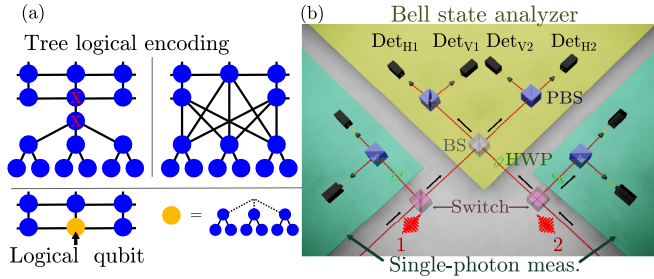 (a)
Tree logical encoding
X
X
=
Logical qubit
(b)
Bell state analyzer
Det_H1 Det_V1 Det_V2 Det_H2
PBS
BS
HWP
Switch
1
2
Single-photon meas.